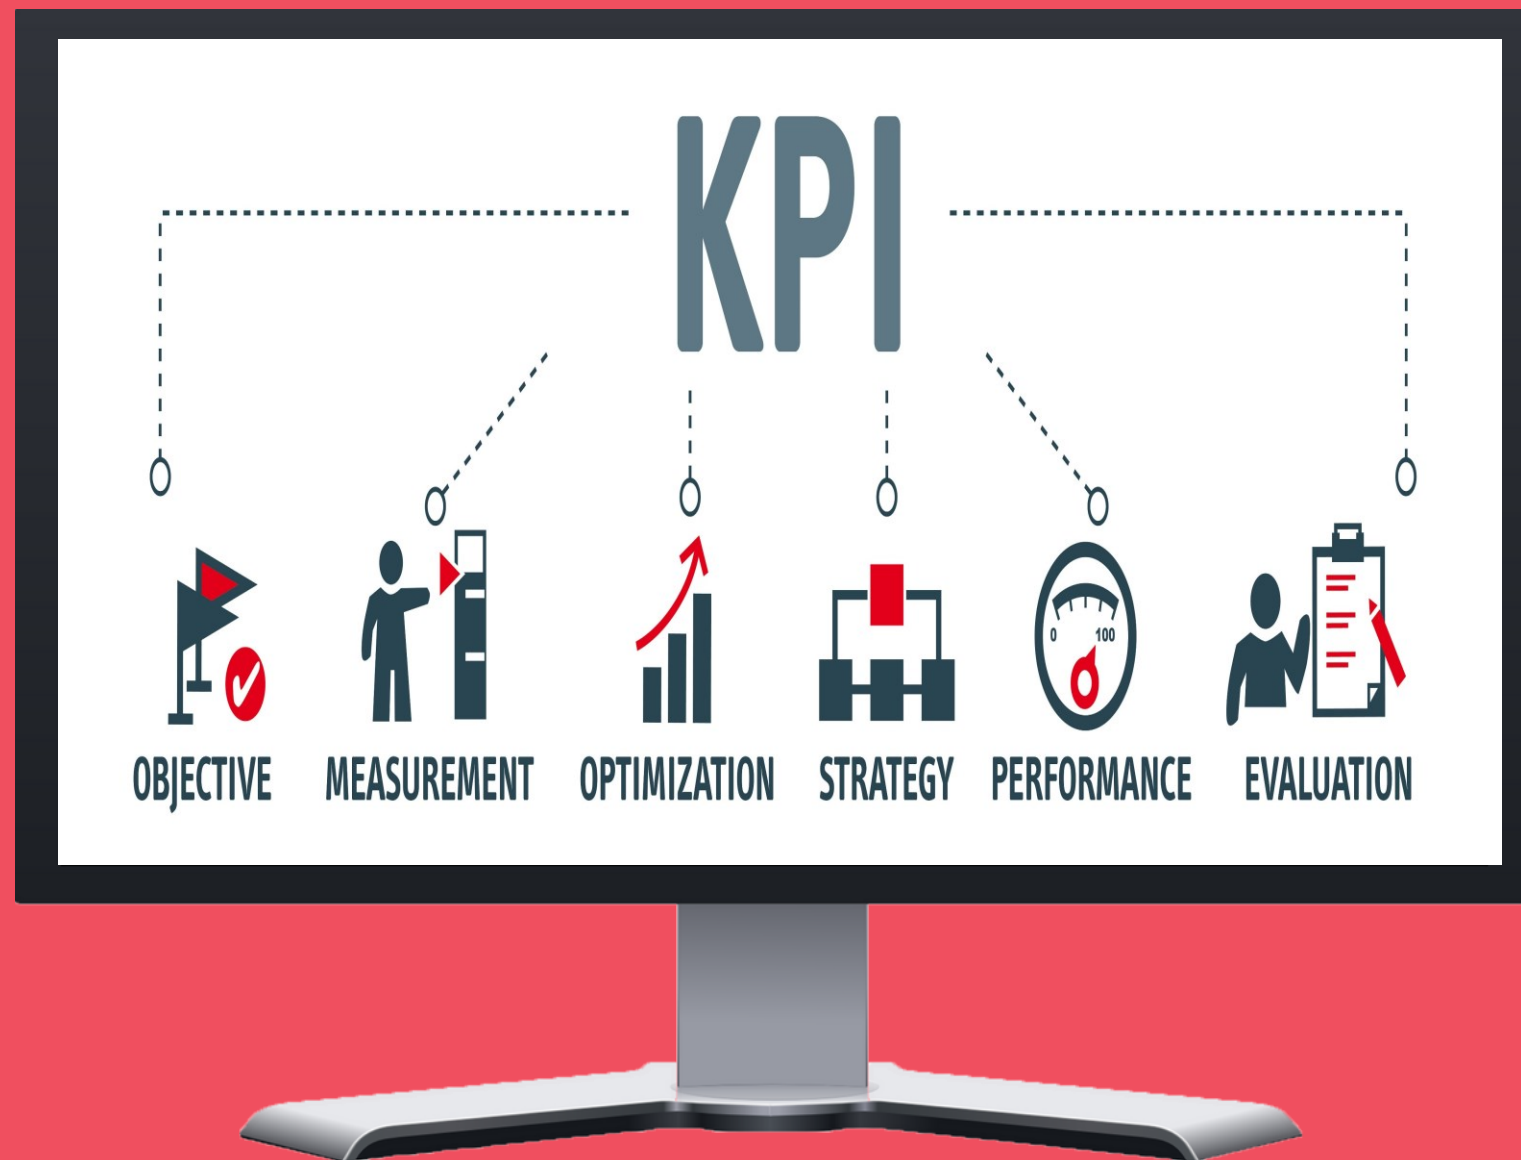 KPI
0 100
OBJECTIVE MEASUREMENT OPTIMIZATION STRATEGY PERFORMANCE EVALUATION